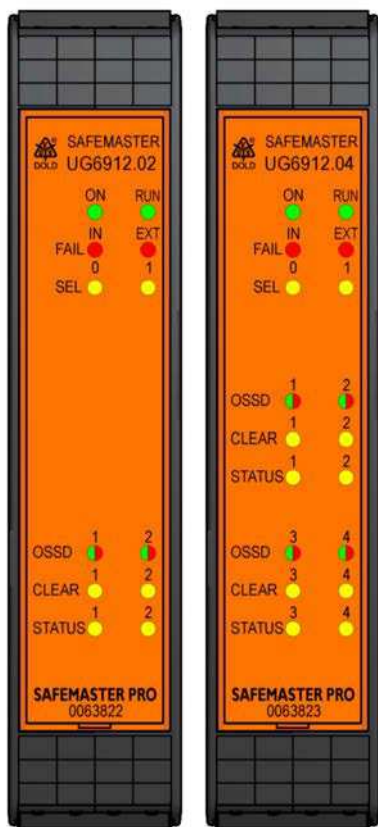 DOLD
®
SAFEMASTER
UG6912.02
ON RUN
IN EXT
FAIL
0 1
SEL
1 2
OSSD
1 2
CLEAR
1 2
STATUS
SAFEMASTER PRO
0063822
DOLD
®
SAFEMASTER
UG6912.04
ON RUN
IN EXT
FAIL
0 1
SEL
1 2
OSSD
1 2
CLEAR
1 2
STATUS
3 4
OSSD
3 4
CLEAR
3 4
STATUS
SAFEMASTER PRO
0063823